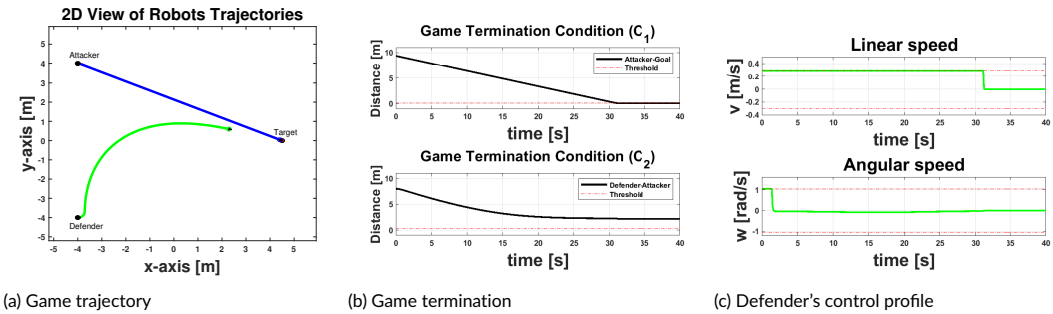 2D View of Robots Trajectories
Attacker
Target
Defender
y-axis [m]
5
4
3
2
1
0
-1
-2
-3
-4
-5
-5 -4 -3 -2 -1 0 1 2 3 4 5
x-axis [m]
(a) Game trajectory
Game Termination Condition (C1)
Distance [m]
10
5
0
Attacker-Goal
Threshold
0 5 10 15 20 25 30 35 40
time [s]
Game Termination Condition (C2)
Distance [m]
10
5
0
Defender-Attacker
Threshold
0 5 10 15 20 25 30 35 40
time [s]
(b) Game termination
Linear speed
v [m/s]
0.4
0.2
0
-0.2
-0.4
0 5 10 15 20 25 30 35 40
time [s]
Angular speed
w [rad/s]
1
0
-1
0 5 10 15 20 25 30 35 40
time [s]
(c) Defender's control profile